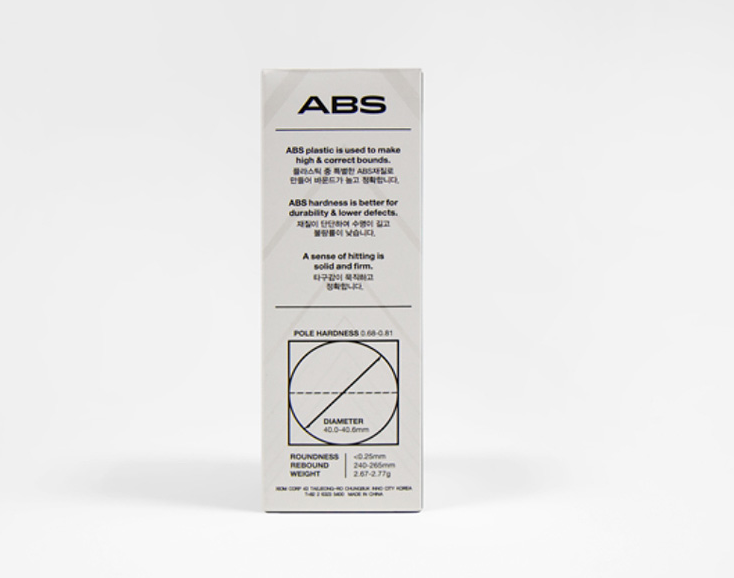 ABS
ABS plastic is used to make
high & correct bounds.
플라스틱 중 특별한 ABS재질로
만들어 바운드가 높고 정확합니다.
ABS hardness is better for
durability & lower defects.
재질이 단단하여 수명이 길고
불량률이 낮습니다.
A sense of hitting is
solid and firm.
타구감이 묵직하고
정확합니다.
POLE HARDNESS 0.68-0.81
DIAMETER
40.0-40.6mm
ROUNDNESS <0.25mm
REBOUND 240-265mm
WEIGHT 2.67-2.77g
CORP 40 CHUNGBUK CITY KOREA
MADE IN CHINA